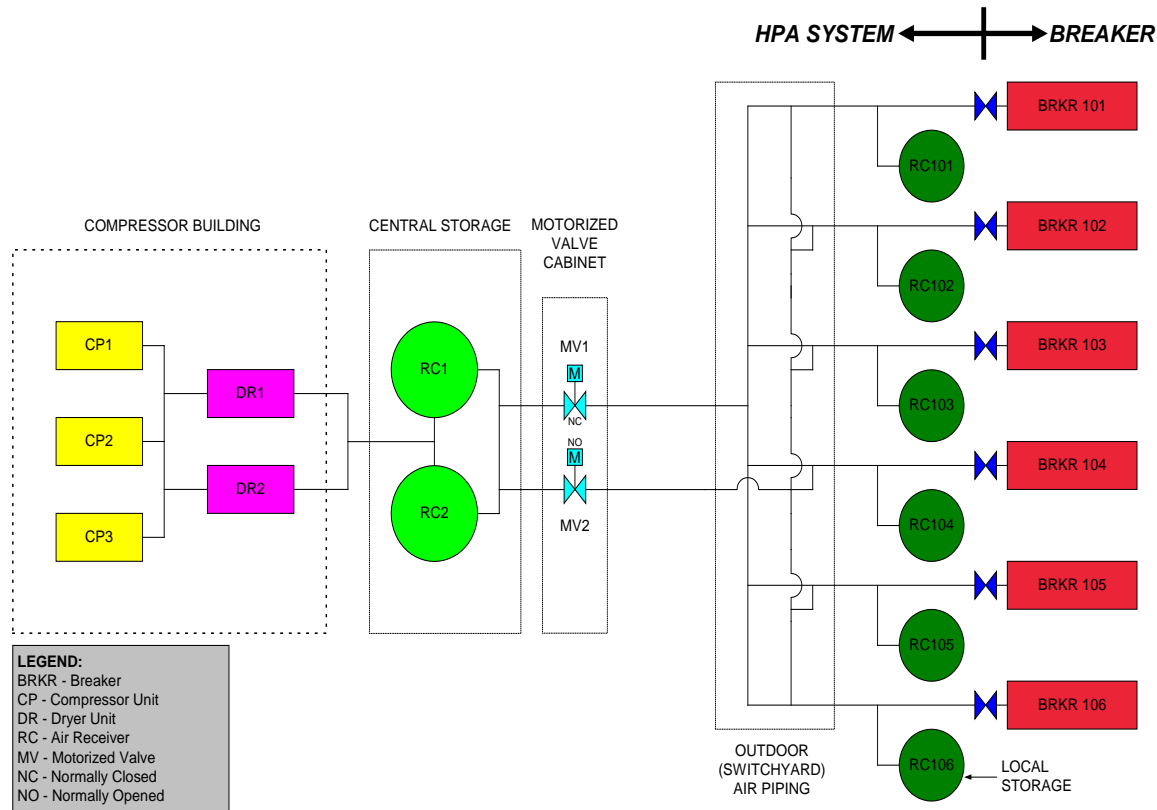 HPA SYSTEM
BREAKER
BRKR 101
RC101
COMPRESSOR BUILDING
CENTRAL STORAGE
MOTORIZED
VALVE
CABINET
BRKR 102
RC102
CP1
CP2
CP3
DR1
DR2
RC1
RC2
MV1
M
NC
NO
M
MV2
BRKR 103
RC103
BRKR 104
RC104
BRKR 105
RC105
BRKR 106
RC106
LOCAL
STORAGE
OUTDOOR
(SWITCHYARD)
AIR PIPING
LEGEND:
BRKR - Breaker
CP - Compressor Unit
DR - Dryer Unit
RC - Air Receiver
MV - Motorized Valve
NC - Normally Closed
NO - Normally Opened